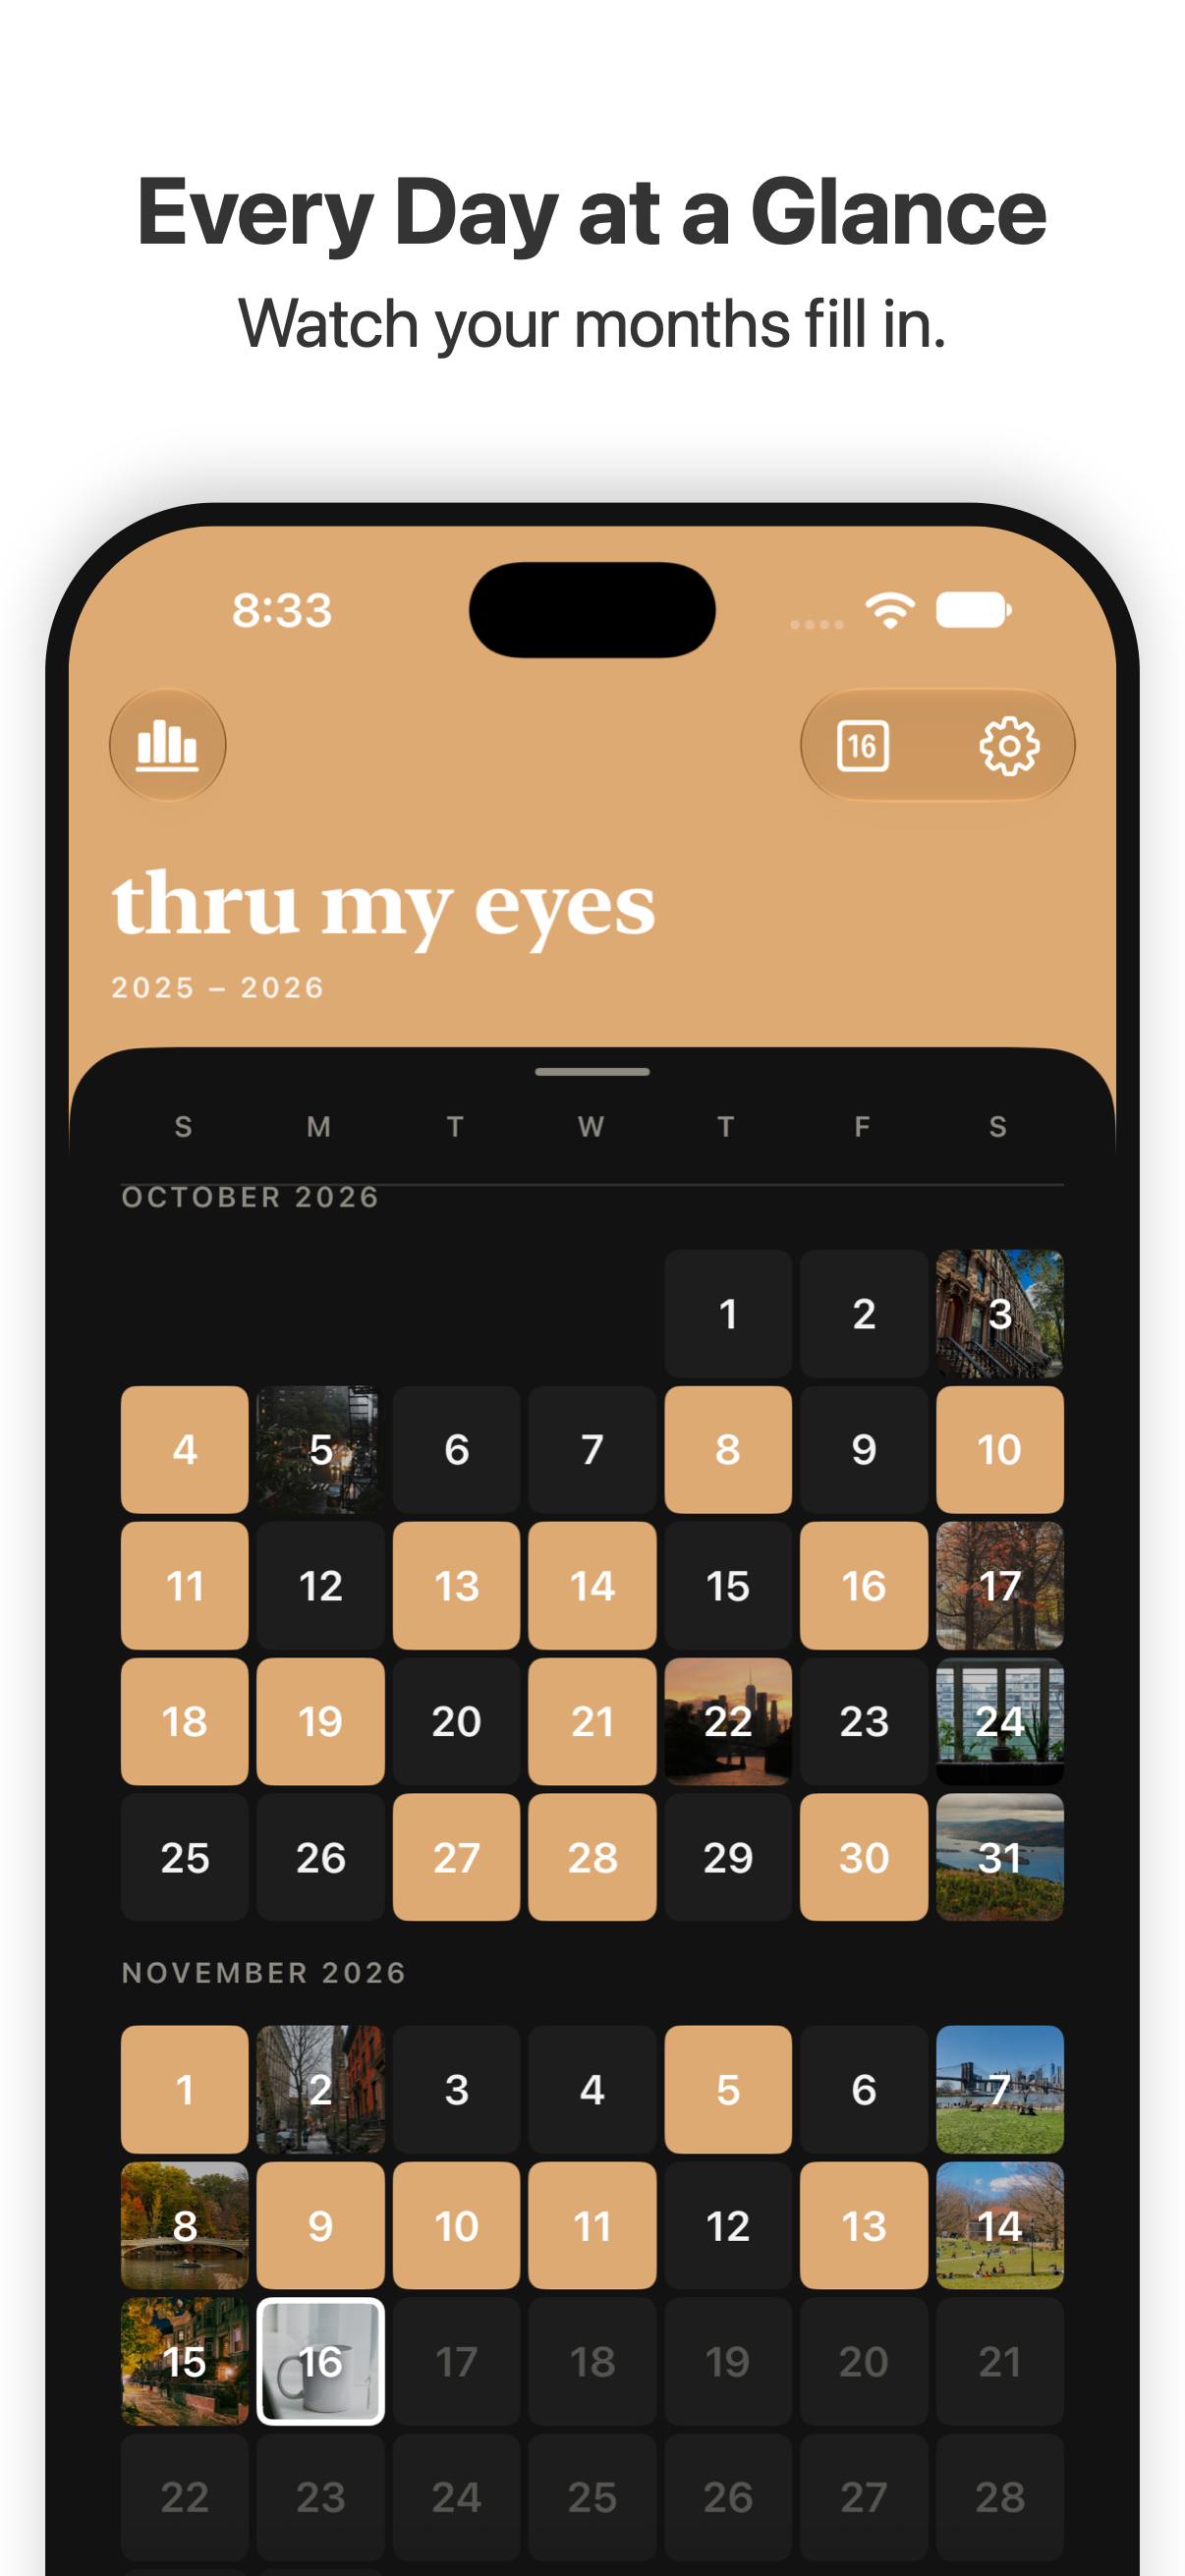 Every Day at a Glance
Watch your months fill in.
8:33
16
thru my eyes
2025 – 2026
S M T W T F S
OCTOBER 2026
1 2 3
4 5 6 7 8 9 10
11 12 13 14 15 16 17
18 19 20 21 22 23 24
25 26 27 28 29 30 31
NOVEMBER 2026
1 2 3 4 5 6 7
8 9 10 11 12 13 14
15 16 17 18 19 20 21
22 23 24 25 26 27 28